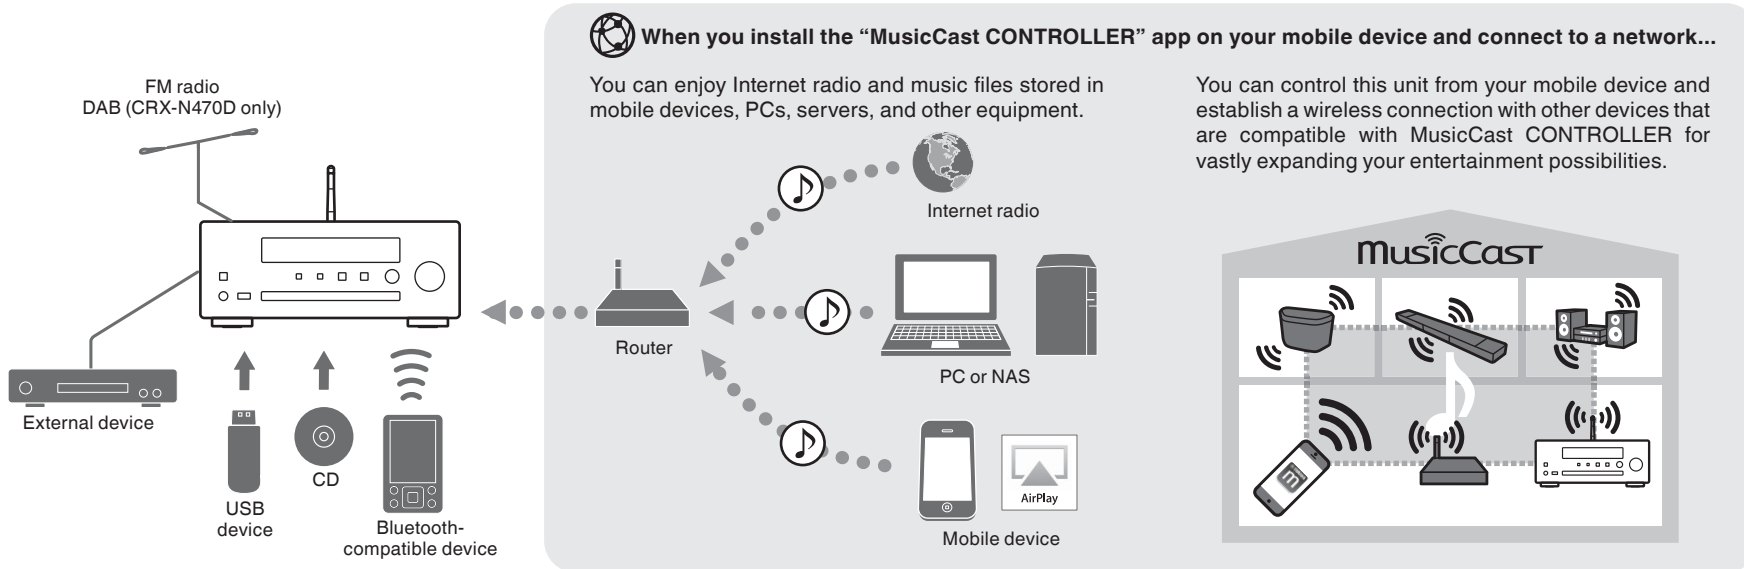 When you install the “MusicCast CONTROLLER” app on your mobile device and connect to a network...
FM radio
DAB (CRX-N470D only)
External device
USB
device
CD
Bluetooth-
compatible device
You can enjoy Internet radio and music files stored in
mobile devices, PCs, servers, and other equipment.
Internet radio
Router
PC or NAS
AirPlay
Mobile device
You can control this unit from your mobile device and
establish a wireless connection with other devices that
are compatible with MusicCast CONTROLLER for
vastly expanding your entertainment possibilities.
MusicCast
m